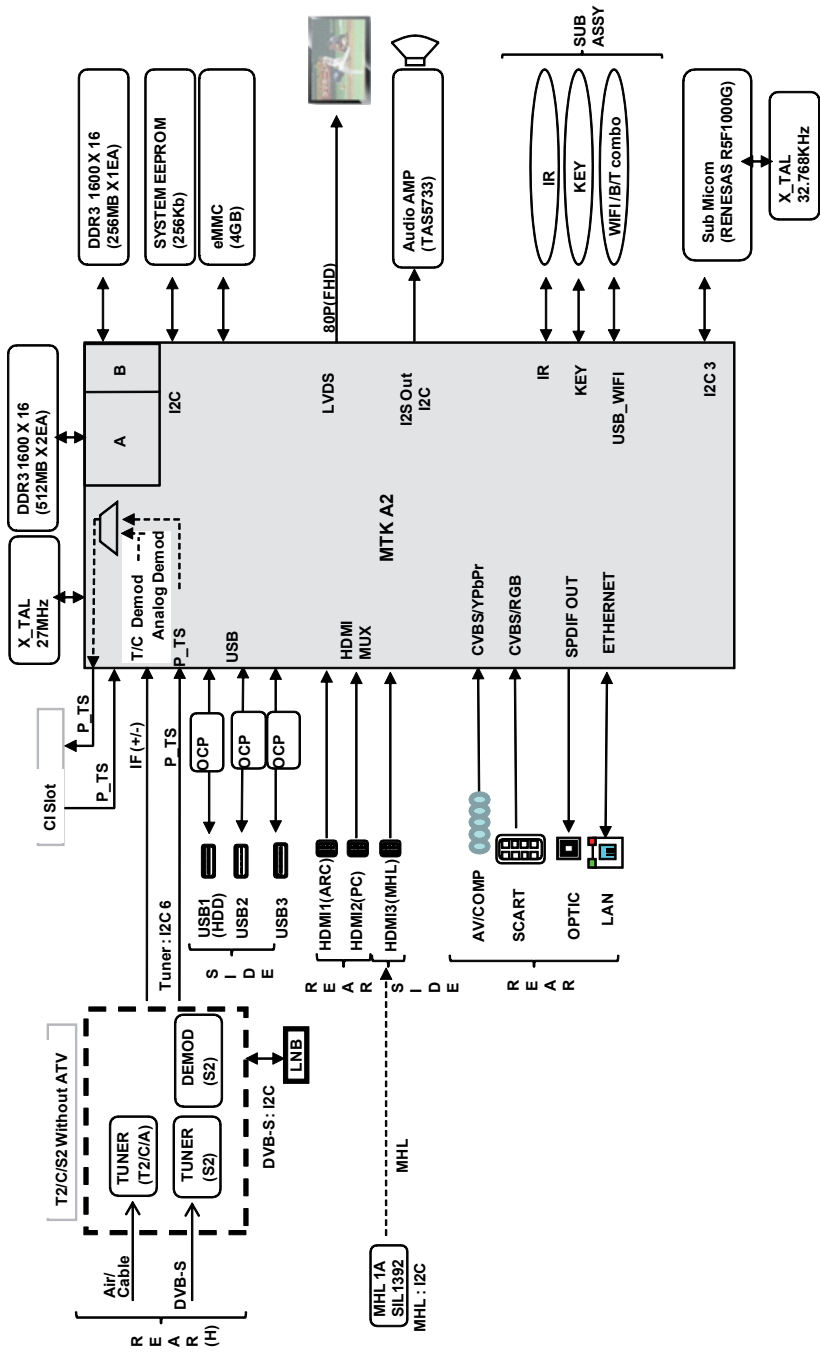 REAR
(H)
Air/
Cable
DVB-S
T2/C/S2 Without ATV
TUNER
(T2/C/A)
TUNER
(S2)
DEMOD
(S2)
DVB-S : I2C
LNB
Tuner : I2C 6
CI Slot
P_TS
P_TS
IF (+/-)
P_TS
X_TAL
27MHz
DDR3 1600 X 16
(512MB X 2EA)
A
B
T/C Demod
Analog Demod
P_TS
SIDE
USB1
(HDD)
USB2
USB3
OCP
OCP
OCP
USB
REAR
SIDE
HDMI1(ARC)
HDMI2(PC)
HDMI3(MHL)
HDMI
MUX
MHL 1A
SIL1392
MHL : I2C
MHL
REAR
AV/COMP
SCART
OPTIC
LAN
CVBS/YPbPr
CVBS/RGB
SPDIF OUT
ETHERNET
MTK A2
I2C
LVDS
I2S Out
I2C
IR
KEY
USB_WIFI
I2C 3
DDR3 1600 X 16
(256MB X1EA)
SYSTEM EEPROM
(256Kb)
eMMC
(4GB)
80P(FHD)
Audio AMP
(TAS5733)
IR
KEY
WIFI /B/T combo
SUB
ASSY
Sub Micom
(RENESAS R5F1000G)
X_TAL
32.768KHz